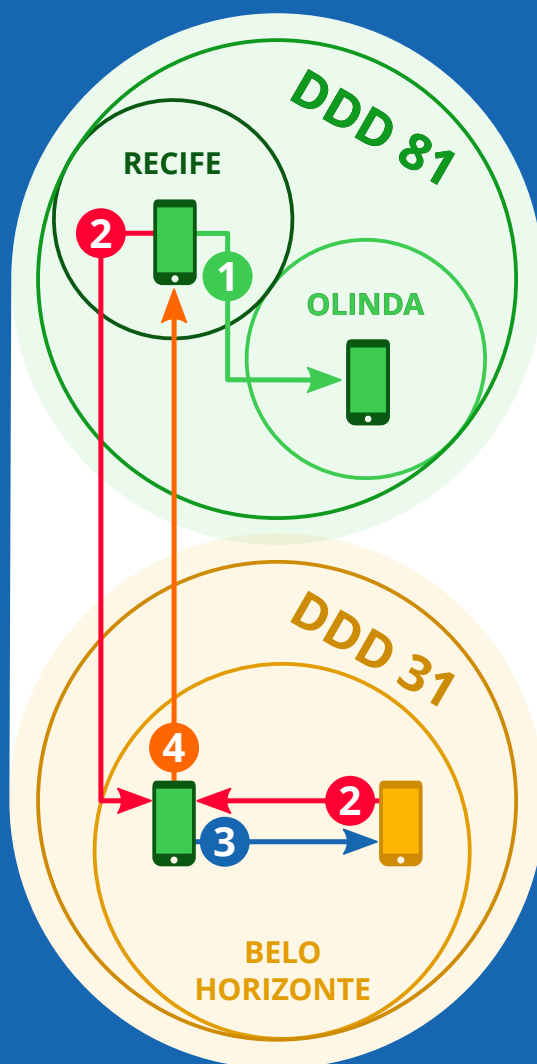 DDD 81
RECIFE
2
1
OLINDA
DDD 31
4
2
3
BELO
HORIZONTE